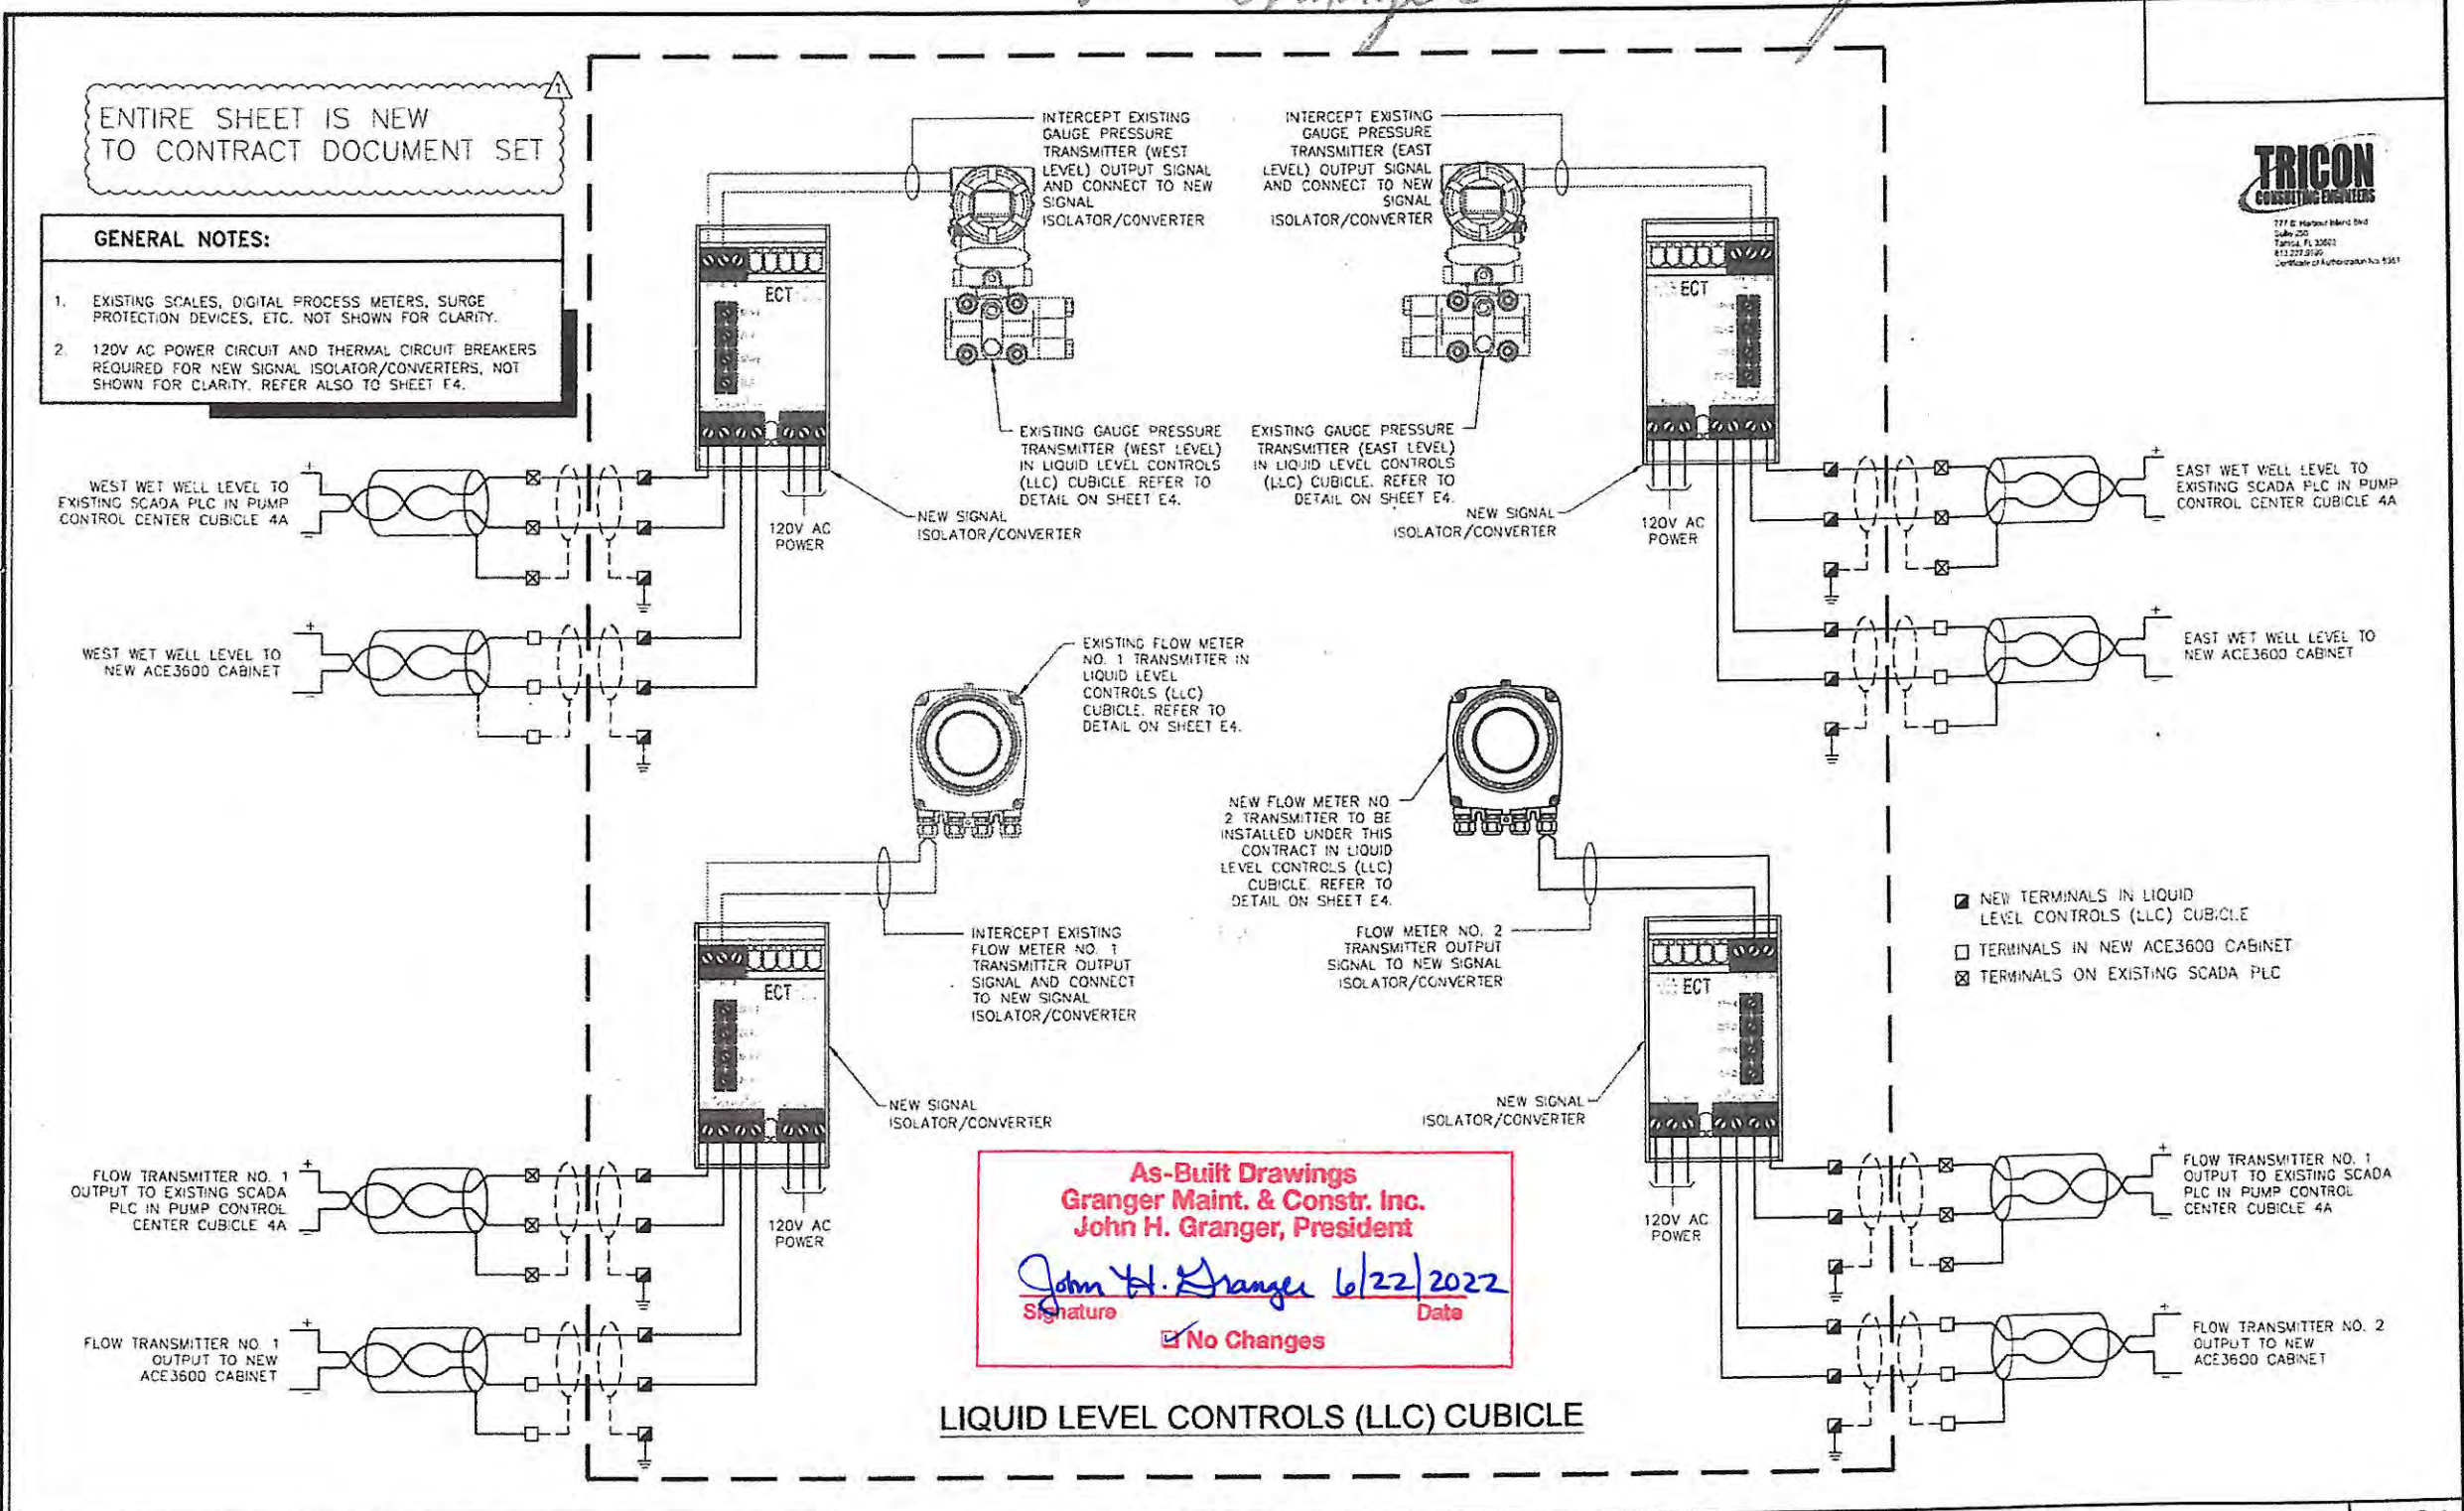 ENTIRE SHEET IS NEW
TO CONTRACT DOCUMENT SET
1
GENERAL NOTES:
1. EXISTING SCALES, DIGITAL PROCESS METERS, SURGE
PROTECTION DEVICES, ETC. NOT SHOWN FOR CLARITY.
2. 120V AC POWER CIRCUIT AND THERMAL CIRCUIT BREAKERS
REQUIRED FOR NEW SIGNAL ISOLATOR/CONVERTERS, NOT
SHOWN FOR CLARITY. REFER ALSO TO SHEET E4.
INTERCEPT EXISTING
GAUGE PRESSURE
TRANSMITTER (WEST
LEVEL) OUTPUT SIGNAL
AND CONNECT TO NEW
SIGNAL
ISOLATOR/CONVERTER
INTERCEPT EXISTING
GAUGE PRESSURE
TRANSMITTER (EAST
LEVEL) OUTPUT SIGNAL
AND CONNECT TO NEW
SIGNAL
ISOLATOR/CONVERTER
TRICON
CONSULTING ENGINEERS
Suite 250
Tampa, FL 33602
ECT
ECT
EXISTING GAUGE PRESSURE
TRANSMITTER (WEST LEVEL)
IN LIQUID LEVEL CONTROLS
(LLC) CUBICLE. REFER TO
DETAIL ON SHEET E4.
EXISTING GAUGE PRESSURE
TRANSMITTER (EAST LEVEL)
IN LIQUID LEVEL CONTROLS
(LLC) CUBICLE. REFER TO
DETAIL ON SHEET E4.
WEST WET WELL LEVEL TO
EXISTING SCADA PLC IN PUMP
CONTROL CENTER CUBICLE 4A
120V AC
POWER
NEW SIGNAL
ISOLATOR/CONVERTER
NEW SIGNAL
ISOLATOR/CONVERTER
120V AC
POWER
EAST WET WELL LEVEL TO
EXISTING SCADA PLC IN PUMP
CONTROL CENTER CUBICLE 4A
WEST WET WELL LEVEL TO
NEW ACE3600 CABINET
EAST WET WELL LEVEL TO
NEW ACE3600 CABINET
EXISTING FLOW METER
NO. 1 TRANSMITTER IN
LIQUID LEVEL
CONTROLS (LLC)
CUBICLE. REFER TO
DETAIL ON SHEET E4.
NEW FLOW METER NO
2 TRANSMITTER TO BE
INSTALLED UNDER THIS
CONTRACT IN LIQUID
LEVEL CONTROLS (LLC)
CUBICLE. REFER TO
DETAIL ON SHEET E4.
NEW TERMINALS IN LIQUID
LEVEL CONTROLS (LLC) CUBICLE
TERMINALS IN NEW ACE3600 CABINET
TERMINALS ON EXISTING SCADA PLC
INTERCEPT EXISTING
FLOW METER NO. 1
TRANSMITTER OUTPUT
SIGNAL AND CONNECT
TO NEW SIGNAL
ISOLATOR/CONVERTER
FLOW METER NO. 2
TRANSMITTER OUTPUT
SIGNAL TO NEW SIGNAL
ISOLATOR/CONVERTER
ECT
ECT
NEW SIGNAL
ISOLATOR/CONVERTER
NEW SIGNAL
ISOLATOR/CONVERTER
FLOW TRANSMITTER NO. 1
OUTPUT TO EXISTING SCADA
PLC IN PUMP CONTROL
CENTER CUBICLE 4A
120V AC
POWER
120V AC
POWER
FLOW TRANSMITTER NO. 1
OUTPUT TO EXISTING SCADA
PLC IN PUMP CONTROL
CENTER CUBICLE 4A
As-Built Drawings
Granger Maint. & Constr. Inc.
John H. Granger, President
John H. Granger 6/22/2022
Signature Date
No Changes
FLOW TRANSMITTER NO. 1
OUTPUT TO NEW
ACE3600 CABINET
FLOW TRANSMITTER NO. 2
OUTPUT TO NEW
ACE3600 CABINET
LIQUID LEVEL CONTROLS (LLC) CUBICLE